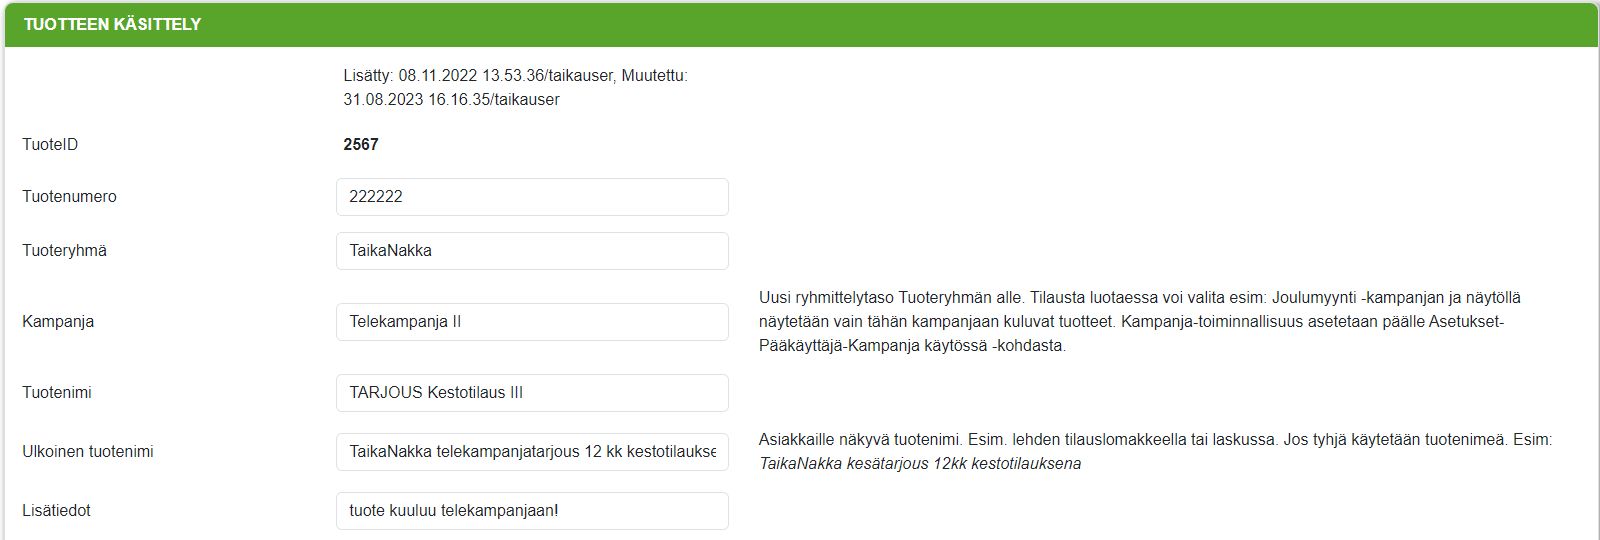 TUOTTEEN KÄSITTELY
Lisätty: 08.11.2022 13.53.36/taikauser, Muutettu:
31.08.2023 16.16.35/taikauser
TuoteID
2567
Tuotenumero
222222
Tuoteryhmä
TaikaNakka
Kampanja
Telekampanja II
Uusi ryhmittelytaso Tuoteryhmän alle. Tilausta luotaessa voi valita esim: Joulumyynti -kampanjan ja näytöllä
näytetään vain tähän kampanjaan kuluvat tuotteet. Kampanja-toiminnallisuus asetetaan päälle Asetukset-
Pääkäyttäjä-Kampanja käytössä -kohdasta.
Tuotenimi
TARJOUS Kestotilaus III
Ulkoinen tuotenimi
TaikaNakka telekampanjatarjous 12 kk kestotilaukse
Asiakkaille näkyvä tuotenimi. Esim. lehden tilauslomakkeella tai laskussa. Jos tyhjä käytetään tuotenimeä. Esim:
TaikaNakka kesätarjous 12kk kestotilauksena
Lisätiedot
tuote kuuluu telekampanjaan!